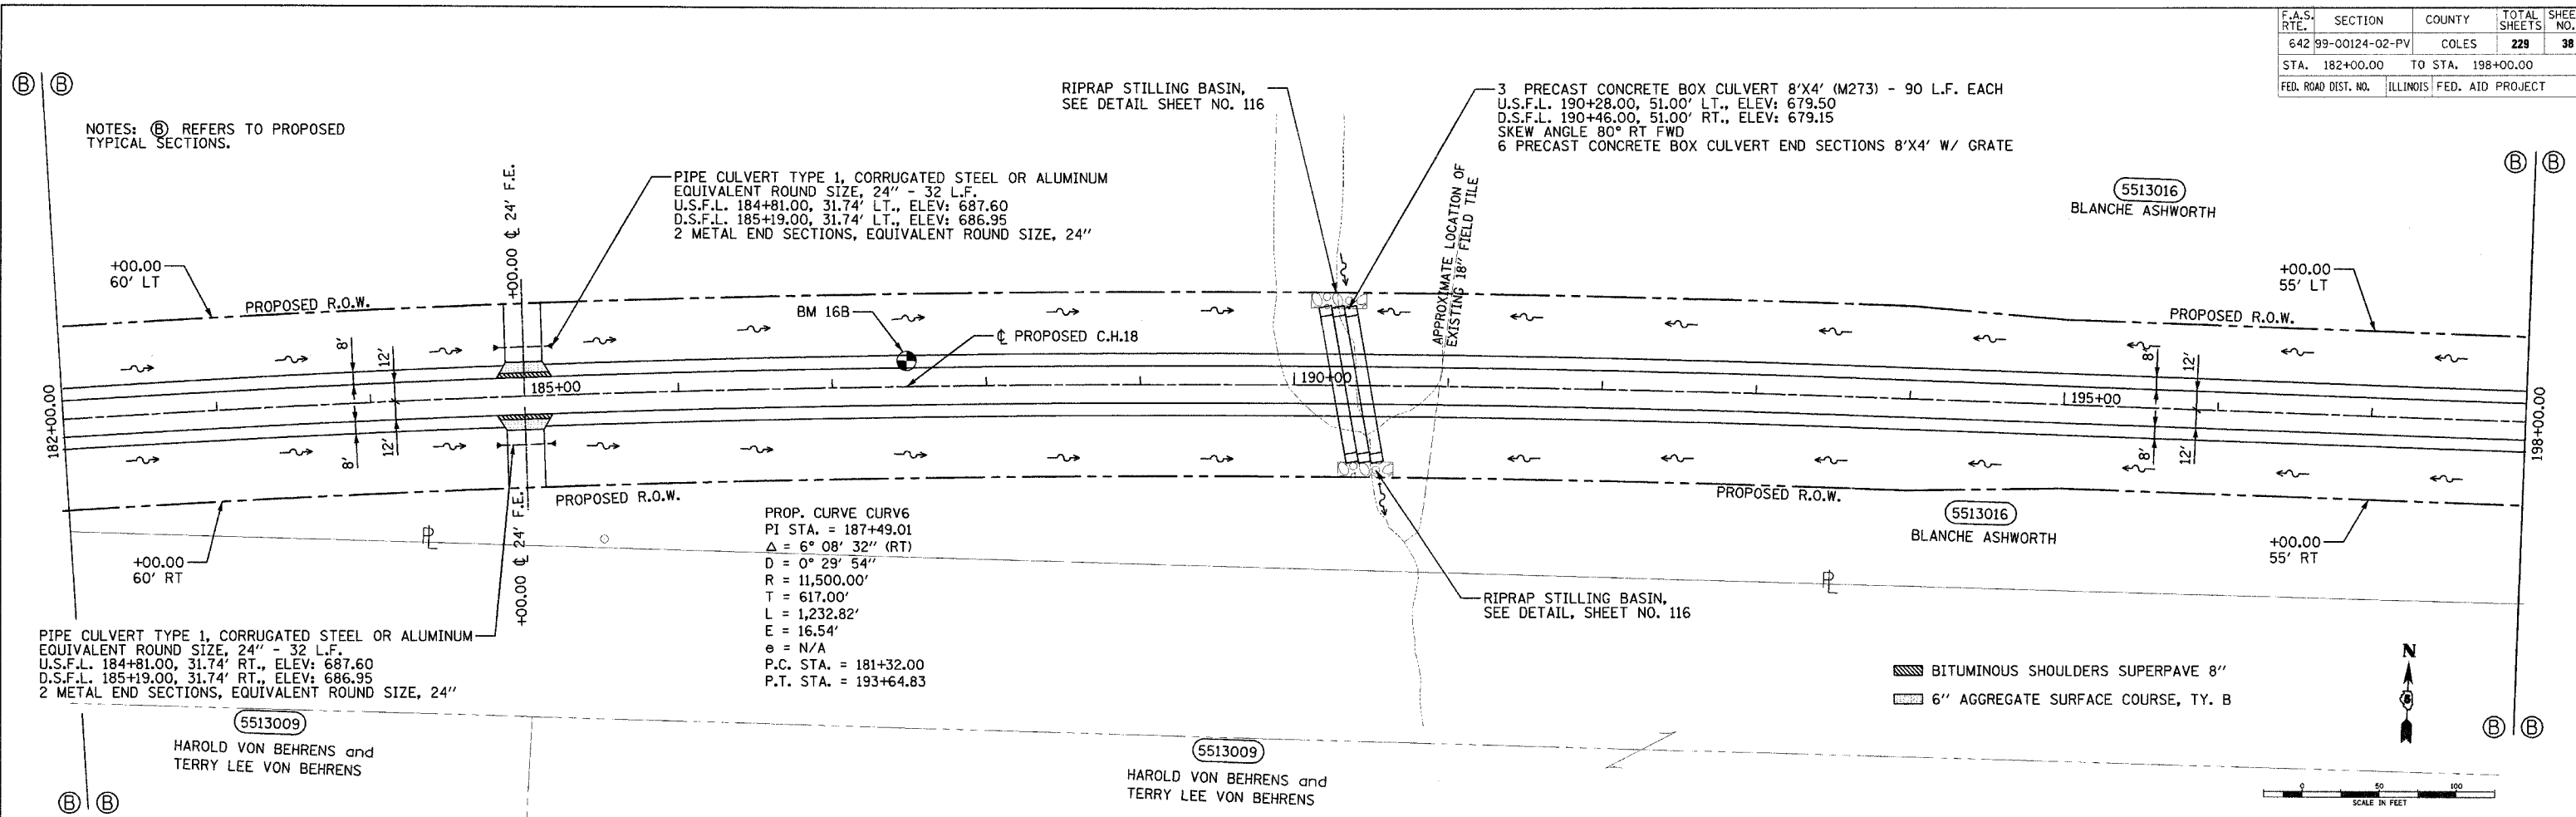 F.A.S. RTE. SECTION COUNTY TOTAL SHEETS SHEE NO.
642 99-00124-02-PV COLES 229 38
STA. 182+00.00 TO STA. 198+00.00
FED. ROAD DIST. NO. ILLINOIS FED. AID PROJECT
B B
NOTES: B REFERS TO PROPOSED
TYPICAL SECTIONS.
RIPRAP STILLING BASIN,
SEE DETAIL SHEET NO. 116
3 PRECAST CONCRETE BOX CULVERT 8'X4' (M273) - 90 L.F. EACH
U.S.F.L. 190+28.00, 51.00' LT., ELEV: 679.50
D.S.F.L. 190+46.00, 51.00' RT., ELEV: 679.15
SKEW ANGLE 80° RT FWD
6 PRECAST CONCRETE BOX CULVERT END SECTIONS 8'X4' W/ GRATE
B B
PIPE CULVERT TYPE 1, CORRUGATED STEEL OR ALUMINUM
EQUIVALENT ROUND SIZE, 24" - 32 L.F.
U.S.F.L. 184+81.00, 31.74' LT., ELEV: 687.60
D.S.F.L. 185+19.00, 31.74' LT., ELEV: 686.95
2 METAL END SECTIONS, EQUIVALENT ROUND SIZE, 24"
+00.00 ℄ 24' F.E.
APPROXIMATE LOCATION OF
EXISTING 18" FIELD TILE
5513016
BLANCHE ASHWORTH
+00.00
60' LT
PROPOSED R.O.W.
BM 16B
℄ PROPOSED C.H.18
+00.00
55' LT
PROPOSED R.O.W.
8'
12'
8'
12'
182+00.00
185+00
190+00
195+00
198+00.00
8'
12'
8'
12'
PROPOSED R.O.W.
PROPOSED R.O.W.
+00.00
60' RT
+00.00 ℄ 24' F.E.
PL
PROP. CURVE CURV6
PI STA. = 187+49.01
Δ = 6° 08' 32" (RT)
D = 0° 29' 54"
R = 11,500.00'
T = 617.00'
L = 1,232.82'
E = 16.54'
e = N/A
P.C. STA. = 181+32.00
P.T. STA. = 193+64.83
5513016
BLANCHE ASHWORTH
+00.00
55' RT
PL
RIPRAP STILLING BASIN,
SEE DETAIL, SHEET NO. 116
PIPE CULVERT TYPE 1, CORRUGATED STEEL OR ALUMINUM
EQUIVALENT ROUND SIZE, 24" - 32 L.F.
U.S.F.L. 184+81.00, 31.74' RT., ELEV: 687.60
D.S.F.L. 185+19.00, 31.74' RT., ELEV: 686.95
2 METAL END SECTIONS, EQUIVALENT ROUND SIZE, 24"
BITUMINOUS SHOULDERS SUPERPAVE 8"
6" AGGREGATE SURFACE COURSE, TY. B
N
5513009
HAROLD VON BEHRENS and
TERRY LEE VON BEHRENS
5513009
HAROLD VON BEHRENS and
TERRY LEE VON BEHRENS
B B
B B
0 50 100
SCALE IN FEET